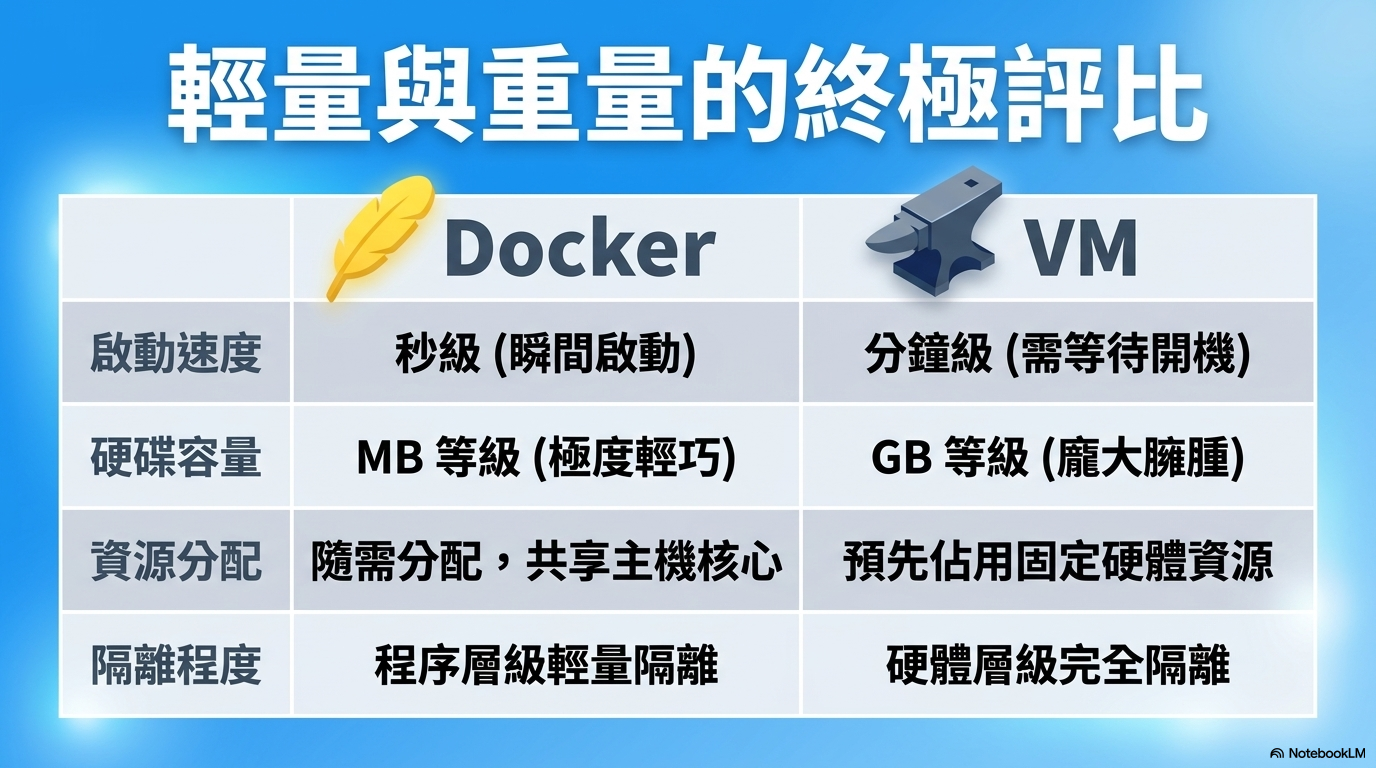 輕量與重量的終極評比
Docker
VM
啟動速度
秒級 (瞬間啟動)
分鐘級 (需等待開機)
硬碟容量
MB 等級 (極度輕巧)
GB 等級 (龐大臃腫)
資源分配
隨需分配，共享主機核心
預先佔用固定硬體資源
隔離程度
程序層級輕量隔離
硬體層級完全隔離
NotebookLM